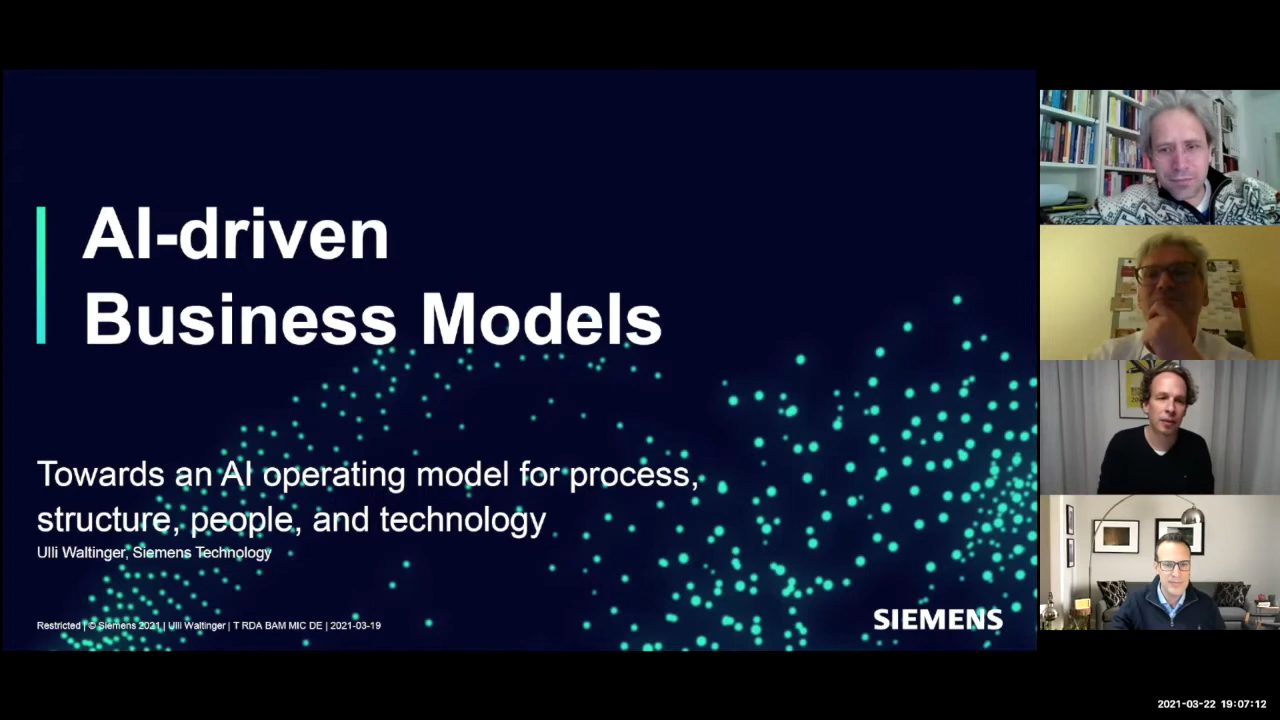 AI-driven
Business Models
Towards an AI operating model for process,
structure, people, and technology
Ulli Waltinger, Siemens Technology
Restricted | © Siemens 2021 | Ulli Waltinger | T RDA BAM MIC DE | 2021-03-19
SIEMENS
2021-03-22 19:07:12